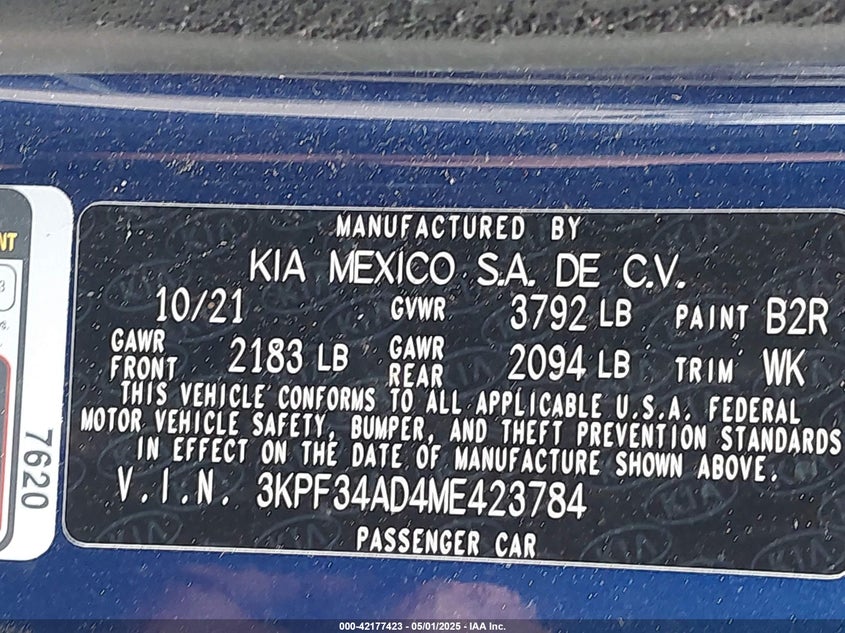 MANUFACTURED BY
KIA MEXICO S.A. DE C.V.
10/21 GVWR 3792 LB PAINT B2R
GAWR FRONT 2183 LB GAWR REAR 2094 LB TRIM WK
THIS VEHICLE CONFORMS TO ALL APPLICABLE U.S.A. FEDERAL
MOTOR VEHICLE SAFETY, BUMPER, AND THEFT PREVENTION STANDARDS
IN EFFECT ON THE DATE OF MANUFACTURE SHOWN ABOVE.
V.I.N. 3KPF34AD4ME423784
PASSENGER CAR
7620
000-42177423 - 05/01/2025 - IAA Inc.